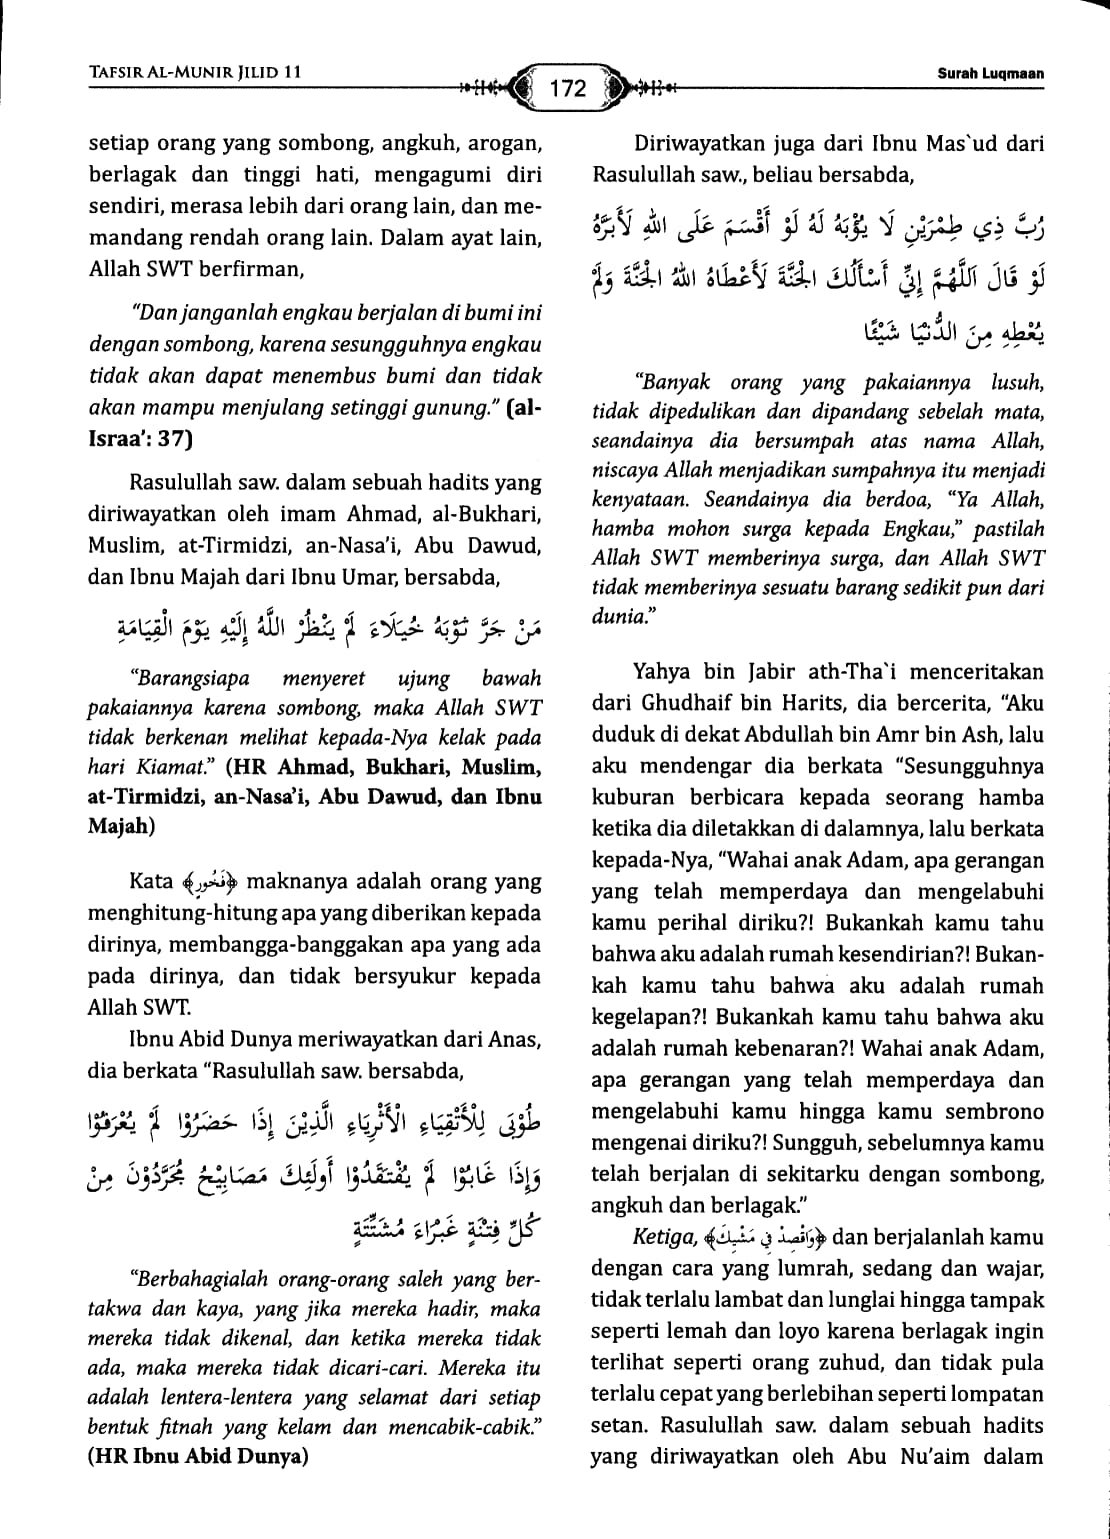 TAFSIR AL-MUNIR JILID 11
172
Surah Luqmaan
setiap orang yang sombong, angkuh, arogan,
berlagak dan tinggi hati, mengagumi diri
sendiri, merasa lebih dari orang lain, dan me-
mandang rendah orang lain. Dalam ayat lain,
Allah SWT berfirman,
“Dan janganlah engkau berjalan di bumi ini
dengan sombong, karena sesungguhnya engkau
tidak akan dapat menembus bumi dan tidak
akan mampu menjulang setinggi gunung.” (al-
Israa’: 37)
Rasulullah saw. dalam sebuah hadits yang
diriwayatkan oleh imam Ahmad, al-Bukhari,
Muslim, at-Tirmidzi, an-Nasa’i, Abu Dawud,
dan Ibnu Majah dari Ibnu Umar, bersabda,
مَنْ جَرَّ ثَوْبَهُ خُيَلَاءَ لَمْ يَنْظُرْ اللَّهُ إِلَيْهِ يَوْمَ الْقِيَامَةِ
“Barangsiapa menyeret ujung bawah
pakaiannya karena sombong, maka Allah SWT
tidak berkenan melihat kepada-Nya kelak pada
hari Kiamat.” (HR Ahmad, Bukhari, Muslim,
at-Tirmidzi, an-Nasa’i, Abu Dawud, dan Ibnu
Majah)
Kata ﴿فَخُورٍ﴾ maknanya adalah orang yang
menghitung-hitung apa yang diberikan kepada
dirinya, membangga-banggakan apa yang ada
pada dirinya, dan tidak bersyukur kepada
Allah SWT.
Ibnu Abid Dunya meriwayatkan dari Anas,
dia berkata “Rasulullah saw. bersabda,
طُوْبَى لِلْأَتْقِيَاءِ الْأَثْرِيَاءِ الَّذِيْنَ إِذَا حَضَرُوْا لَمْ يُعْرَفُوْا
وَإِذَا غَابُوْا لَمْ يُفْتَقَدُوْا أُولَئِكَ مَصَابِيْحُ مُجَرَّدُوْنَ مِنْ
كُلِّ فِتْنَةٍ غَبْرَاءَ مُشَتِّتَةٍ
“Berbahagialah orang-orang saleh yang ber-
takwa dan kaya, yang jika mereka hadir, maka
mereka tidak dikenal, dan ketika mereka tidak
ada, maka mereka tidak dicari-cari. Mereka itu
adalah lentera-lentera yang selamat dari setiap
bentuk fitnah yang kelam dan mencabik-cabik.”
(HR Ibnu Abid Dunya)
Diriwayatkan juga dari Ibnu Mas`ud dari
Rasulullah saw., beliau bersabda,
رُبَّ ذِي طِمْرَيْنِ لَا يُؤْبَهُ لَهُ لَوْ أَقْسَمَ عَلَى اللهِ لَأَبَرَّهُ
لَوْ قَالَ اَللَّهُمَّ إِنِّي أَسْأَلُكَ الجَنَّةَ لَأَعْطَاهُ اللهُ الجَنَّةَ وَلَمْ
يُعْطِهِ مِنَ الدُّنْيَا شَيْئًا
“Banyak orang yang pakaiannya lusuh,
tidak dipedulikan dan dipandang sebelah mata,
seandainya dia bersumpah atas nama Allah,
niscaya Allah menjadikan sumpahnya itu menjadi
kenyataan. Seandainya dia berdoa, “Ya Allah,
hamba mohon surga kepada Engkau,” pastilah
Allah SWT memberinya surga, dan Allah SWT
tidak memberinya sesuatu barang sedikit pun dari
dunia.”
Yahya bin Jabir ath-Tha`i menceritakan
dari Ghudhaif bin Harits, dia bercerita, “Aku
duduk di dekat Abdullah bin Amr bin Ash, lalu
aku mendengar dia berkata “Sesungguhnya
kuburan berbicara kepada seorang hamba
ketika dia diletakkan di dalamnya, lalu berkata
kepada-Nya, “Wahai anak Adam, apa gerangan
yang telah memperdaya dan mengelabuhi
kamu perihal diriku?! Bukankah kamu tahu
bahwa aku adalah rumah kesendirian?! Bukan-
kah kamu tahu bahwa aku adalah rumah
kegelapan?! Bukankah kamu tahu bahwa aku
adalah rumah kebenaran?! Wahai anak Adam,
apa gerangan yang telah memperdaya dan
mengelabuhi kamu hingga kamu sembrono
mengenai diriku?! Sungguh, sebelumnya kamu
telah berjalan di sekitarku dengan sombong,
angkuh dan berlagak.”
Ketiga, ﴿وَاقْصِدْ فِي مَشْيِكَ﴾ dan berjalanlah kamu
dengan cara yang lumrah, sedang dan wajar,
tidak terlalu lambat dan lunglai hingga tampak
seperti lemah dan loyo karena berlagak ingin
terlihat seperti orang zuhud, dan tidak pula
terlalu cepat yang berlebihan seperti lompatan
setan. Rasulullah saw. dalam sebuah hadits
yang diriwayatkan oleh Abu Nu’aim dalam